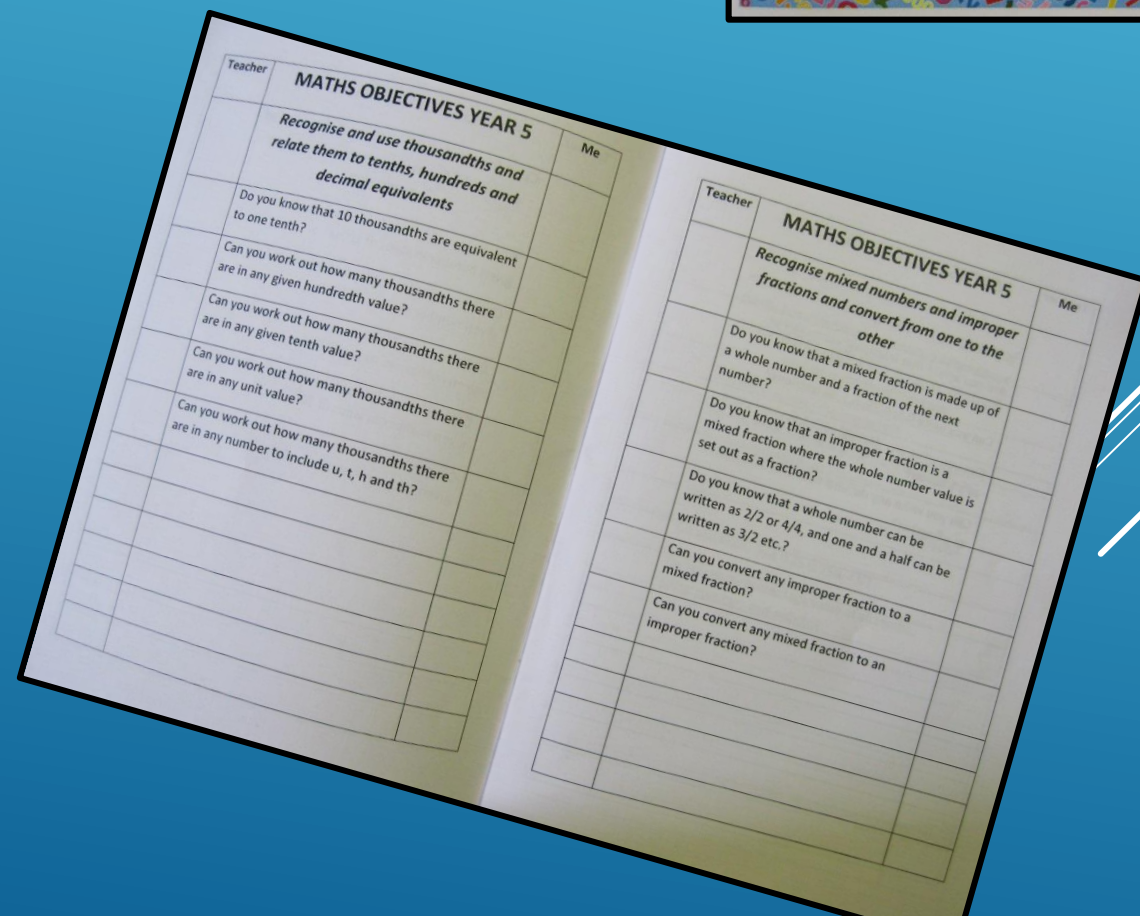 Teacher
MATHS OBJECTIVES YEAR 5
Me
Recognise and use thousandths and
relate them to tenths, hundreds and
decimal equivalents
Do you know that 10 thousandths are equivalent
to one tenth?
Can you work out how many thousandths there
are in any given hundredth value?
Can you work out how many thousandths there
are in any given tenth value?
Can you work out how many thousandths there
are in any unit value?
Can you work out how many thousandths there
are in any number to include u, t, h and th?
Teacher
MATHS OBJECTIVES YEAR 5
Me
Recognise mixed numbers and improper
fractions and convert from one to the
other
Do you know that a mixed fraction is made up of
a whole number and a fraction of the next
number?
Do you know that an improper fraction is a
mixed fraction where the whole number value is
set out as a fraction?
Do you know that a whole number can be
written as 2/2 or 4/4, and one and a half can be
written as 3/2 etc.?
Can you convert any improper fraction to a
mixed fraction?
Can you convert any mixed fraction to an
improper fraction?